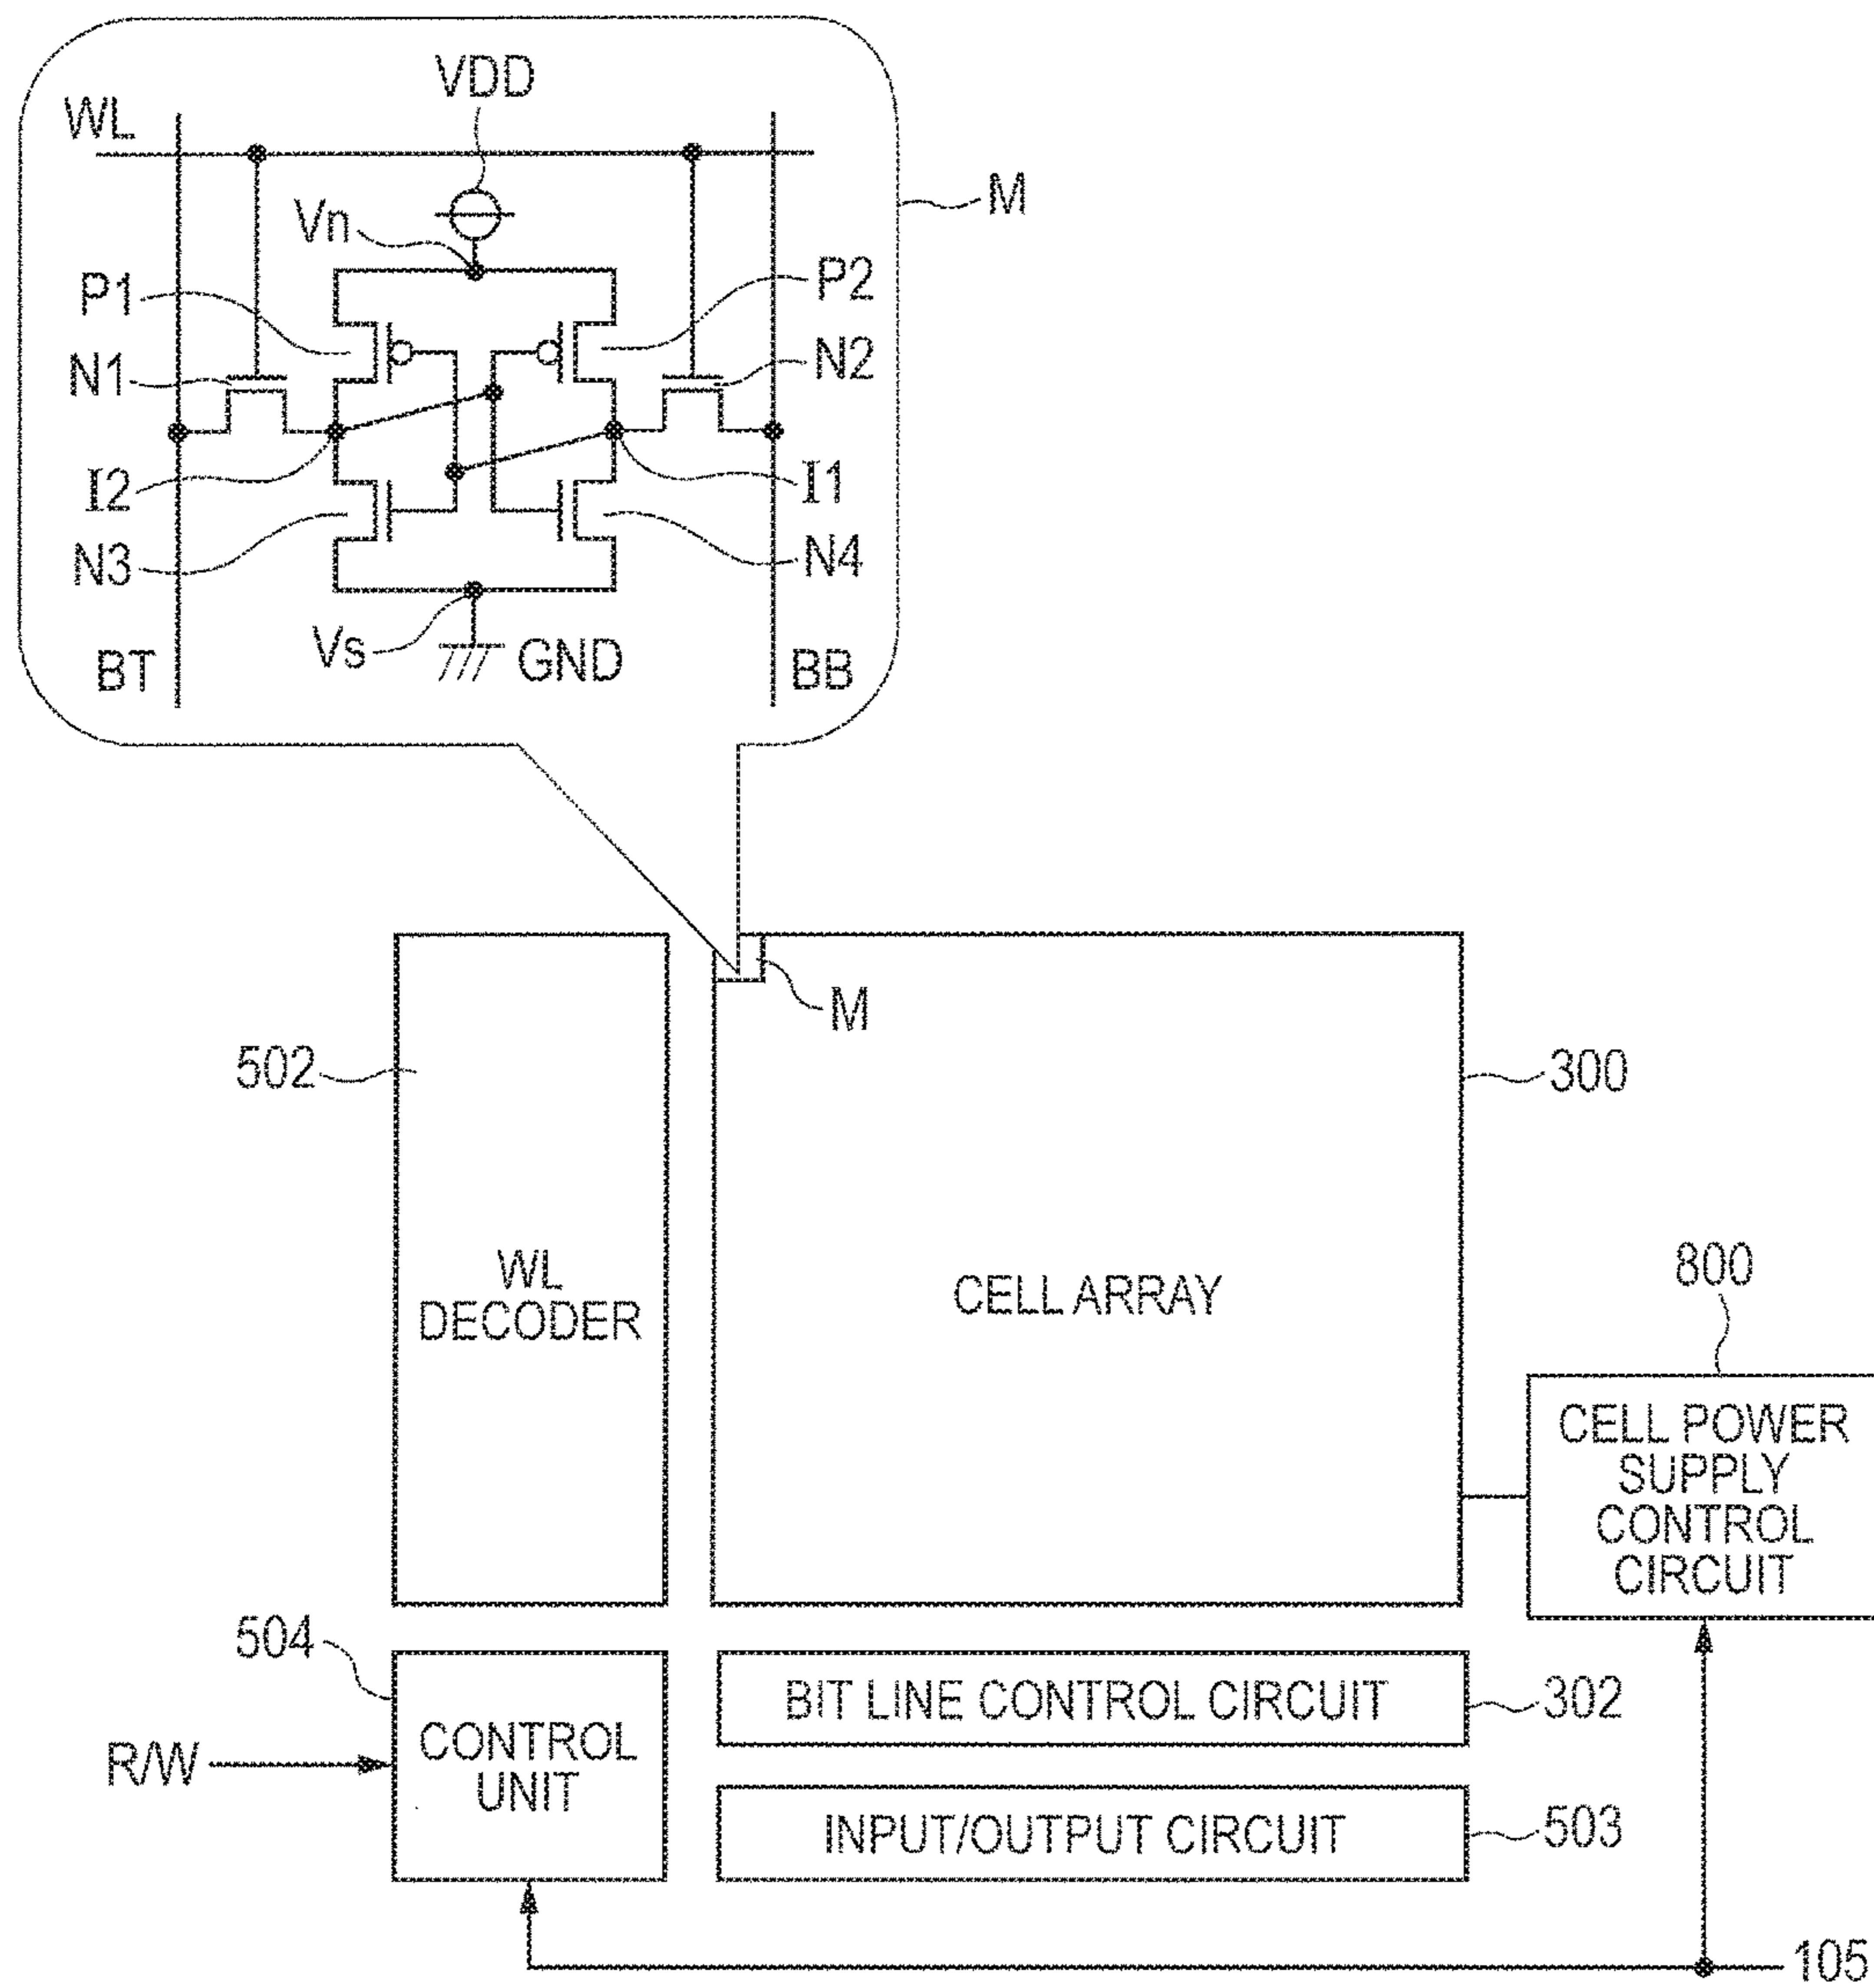 VDD
WL
M
Vn
P1
P2
N1
N2
I2
I1
N3
N4
Vs
GND
BT
BB
M
502
300
WL
DECODER
CELL ARRAY
800
CELL POWER
SUPPLY
CONTROL
CIRCUIT
504
BIT LINE CONTROL CIRCUIT
302
CONTROL
UNIT
R/W
INPUT/OUTPUT CIRCUIT
503
105